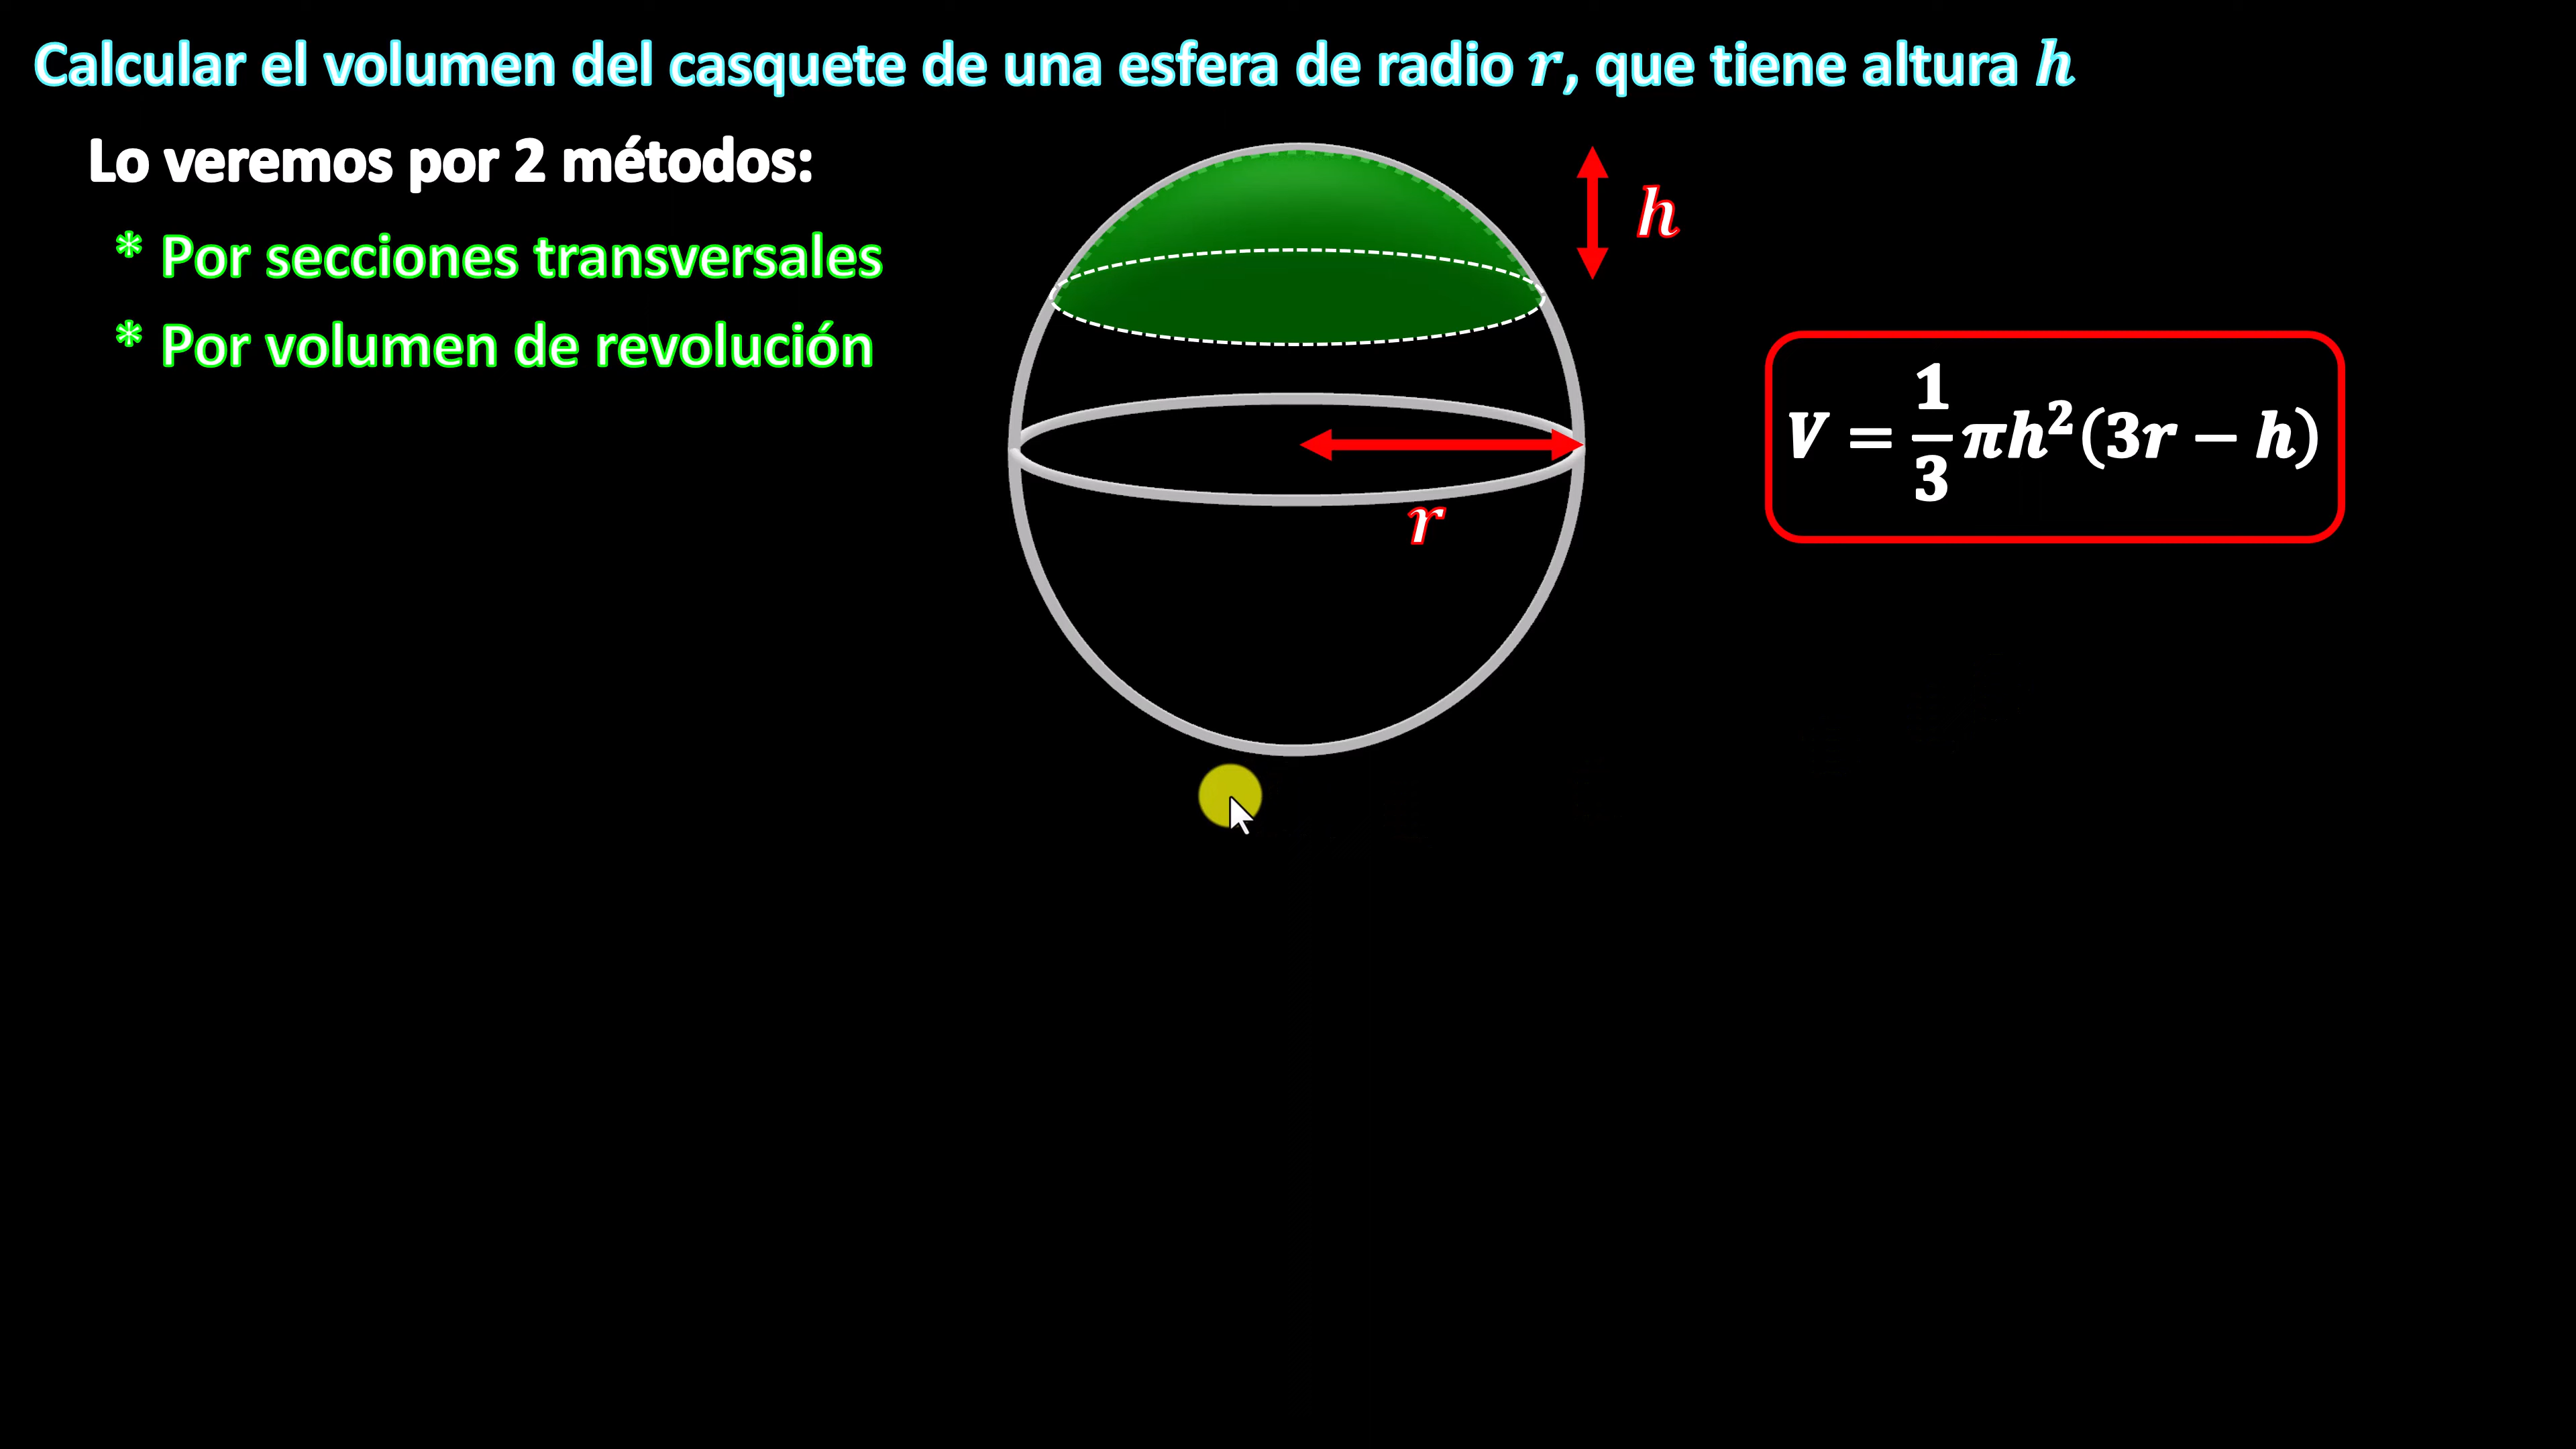 Calcular el volumen del casquete de una esfera de radio r, que tiene altura h
Lo veremos por 2 métodos:
* Por secciones transversales
* Por volumen de revolución
h
r
V = 1/3 πh²(3r − h)